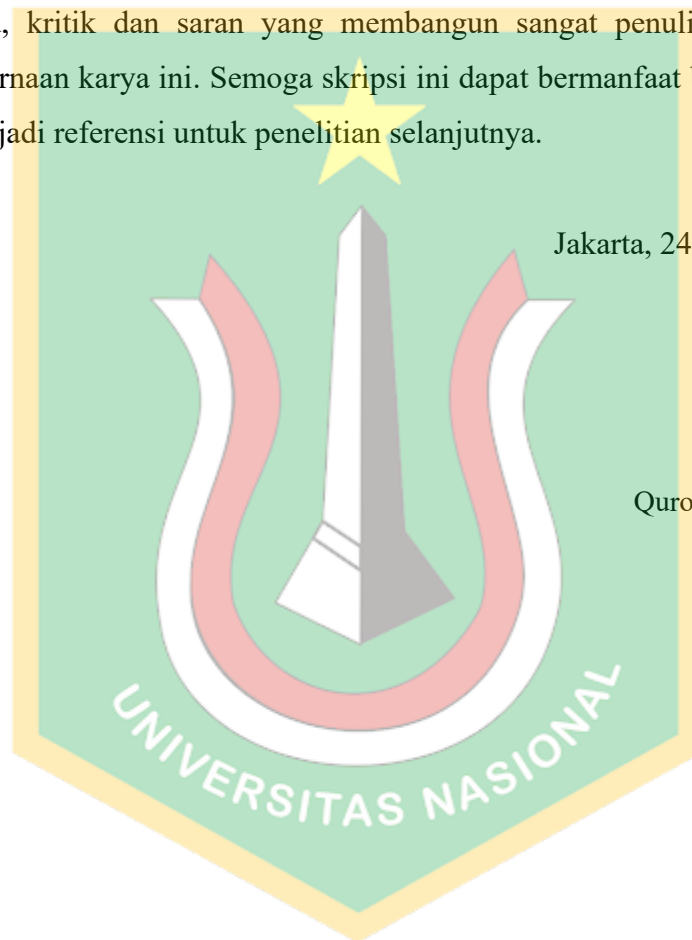 , kritik dan saran yang membangun sangat penuli
rnaan karya ini. Semoga skripsi ini dapat bermanfaat
jadi referensi untuk penelitian selanjutnya.
Jakarta, 24
Quro
UNIVERSITAS NASIONAL